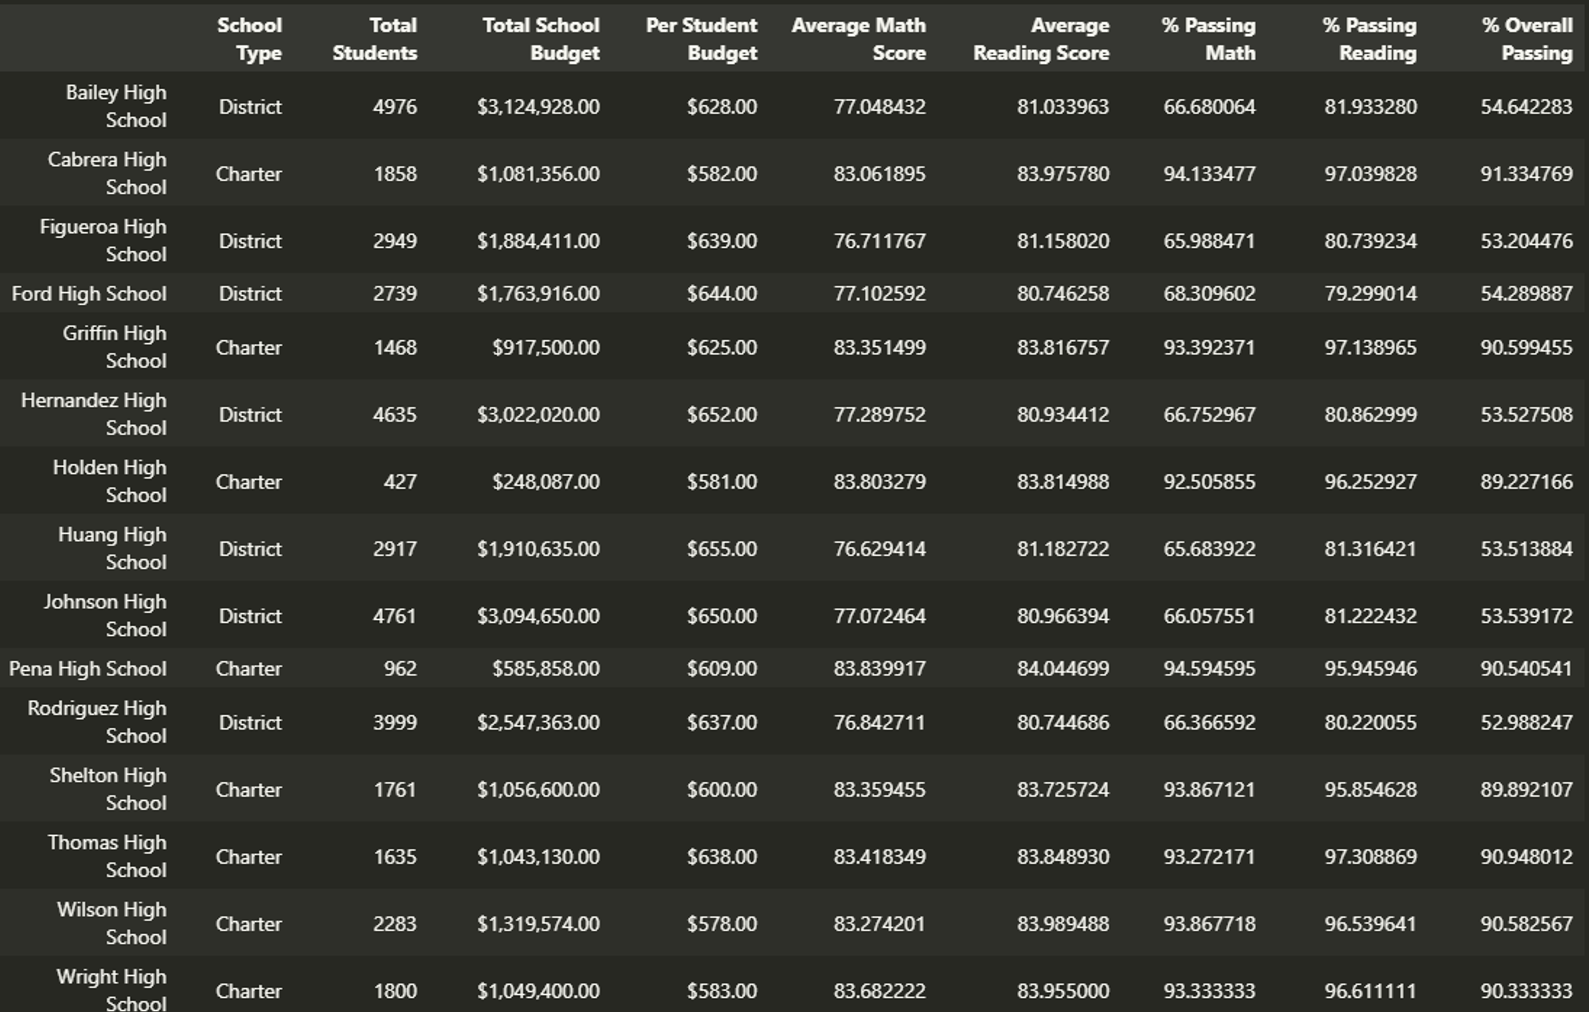 School Type Total Students Total School Budget Per Student Budget Average Math Score Average Reading Score % Passing Math % Passing Reading % Overall Passing
Bailey High School District 4976 $3,124,928.00 $628.00 77.048432 81.033963 66.680064 81.933280 54.642283
Cabrera High School Charter 1858 $1,081,356.00 $582.00 83.061895 83.975780 94.133477 97.039828 91.334769
Figueroa High School District 2949 $1,884,411.00 $639.00 76.711767 81.158020 65.988471 80.739234 53.204476
Ford High School District 2739 $1,763,916.00 $644.00 77.102592 80.746258 68.309602 79.299014 54.289887
Griffin High School Charter 1468 $917,500.00 $625.00 83.351499 83.816757 93.392371 97.138965 90.599455
Hernandez High School District 4635 $3,022,020.00 $652.00 77.289752 80.934412 66.752967 80.862999 53.527508
Holden High School Charter 427 $248,087.00 $581.00 83.803279 83.814988 92.505855 96.252927 89.227166
Huang High School District 2917 $1,910,635.00 $655.00 76.629414 81.182722 65.683922 81.316421 53.513884
Johnson High School District 4761 $3,094,650.00 $650.00 77.072464 80.966394 66.057551 81.222432 53.539172
Pena High School Charter 962 $585,858.00 $609.00 83.839917 84.044699 94.594595 95.945946 90.540541
Rodriguez High School District 3999 $2,547,363.00 $637.00 76.842711 80.744686 66.366592 80.220055 52.988247
Shelton High School Charter 1761 $1,056,600.00 $600.00 83.359455 83.725724 93.867121 95.854628 89.892107
Thomas High School Charter 1635 $1,043,130.00 $638.00 83.418349 83.848930 93.272171 97.308869 90.948012
Wilson High School Charter 2283 $1,319,574.00 $578.00 83.274201 83.989488 93.867718 96.539641 90.582567
Wright High School Charter 1800 $1,049,400.00 $583.00 83.682222 83.955000 93.333333 96.611111 90.333333